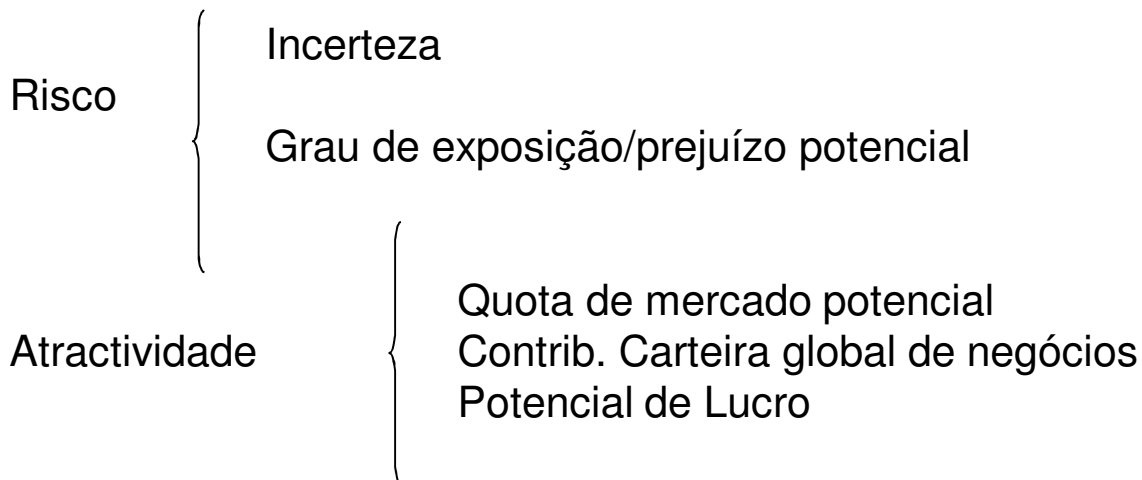 Incerteza
Risco
Grau de exposição/prejuízo potencial
Quota de mercado potencial
Atractividade
Contrib. Carteira global de negócios
Potencial de Lucro